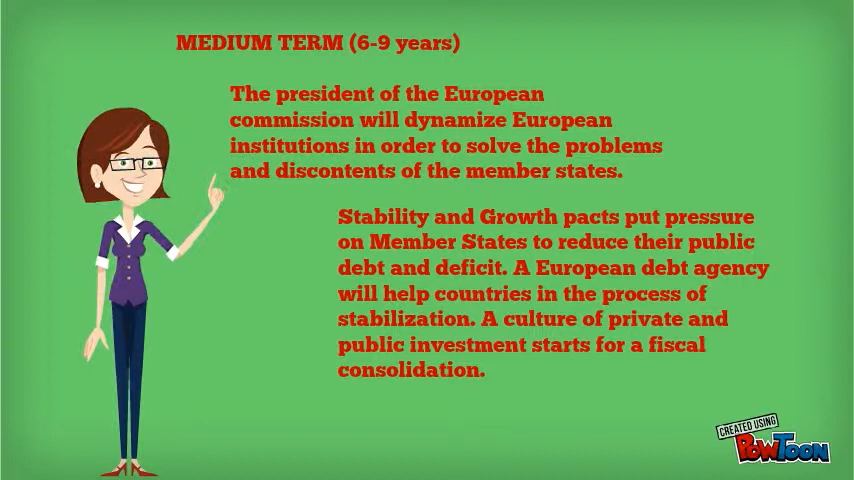 MEDIUM TERM (6-9 years)
The president of the European
commission will dynamize European
institutions in order to solve the problems
and discontents of the member states.
Stability and Growth pacts put pressure
on Member States to reduce their public
debt and deficit. A European debt agency
will help countries in the process of
stabilization. A culture of private and
public investment starts for a fiscal
consolidation.
CREATED USING
POWTOON